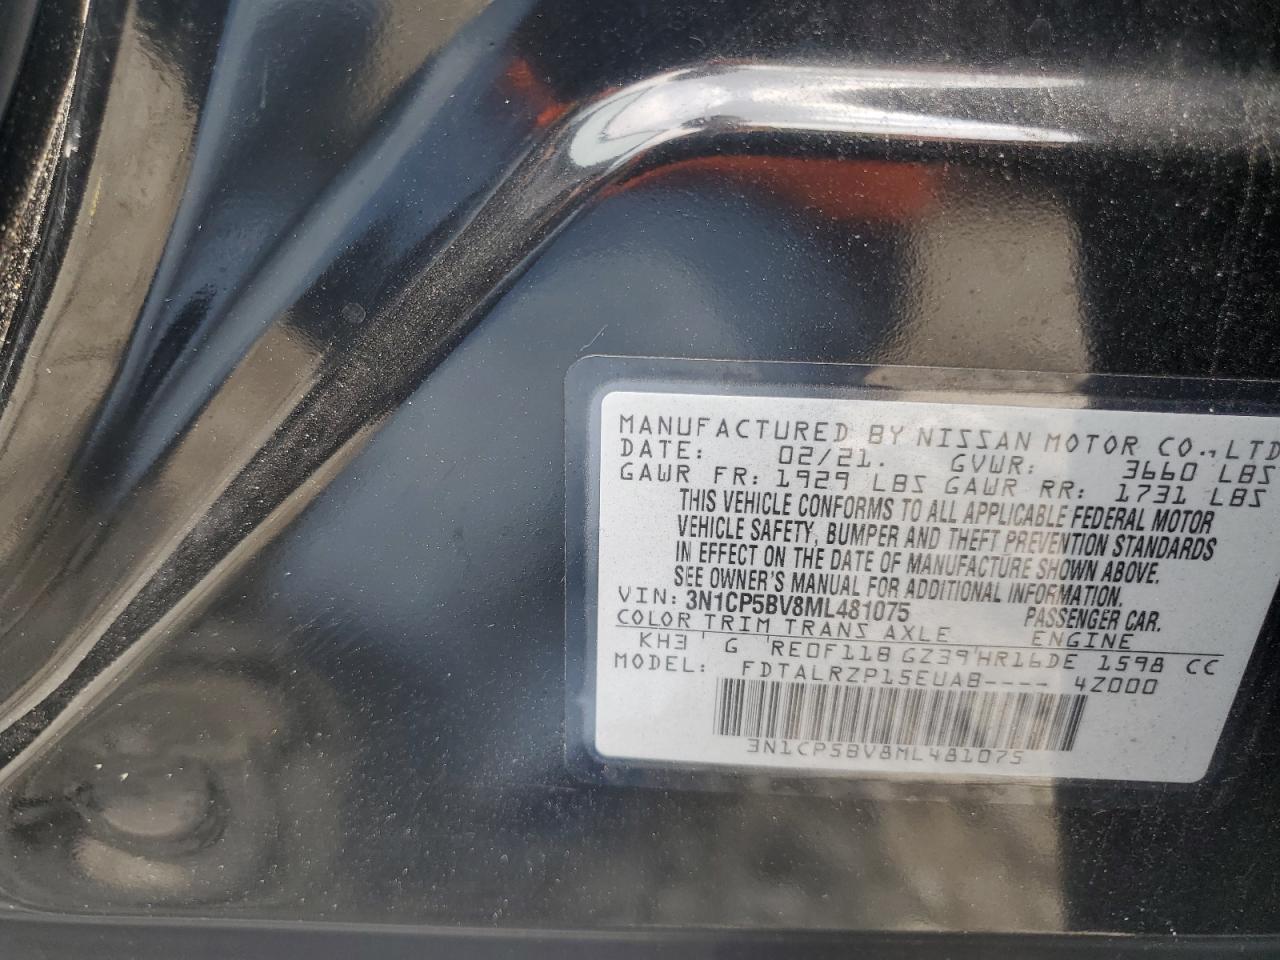 MANUFACTURED BY NISSAN MOTOR CO., LTD
DATE: 02/21. GVWR: 3660 LBS
GAWR FR: 1929 LBS GAWR RR: 1731 LBS
THIS VEHICLE CONFORMS TO ALL APPLICABLE FEDERAL MOTOR
VEHICLE SAFETY, BUMPER AND THEFT PREVENTION STANDARDS
IN EFFECT ON THE DATE OF MANUFACTURE SHOWN ABOVE.
SEE OWNER'S MANUAL FOR ADDITIONAL INFORMATION.
VIN: 3N1CP5BV8ML481075 PASSENGER CAR.
COLOR TRIM TRANS AXLE ENGINE
KH3 ' G 'RE0F11B GZ39'HR16DE 1598 CC
MODEL: FDTALRZP15EUAB---- 4Z000
3N1CP5BV8ML481075